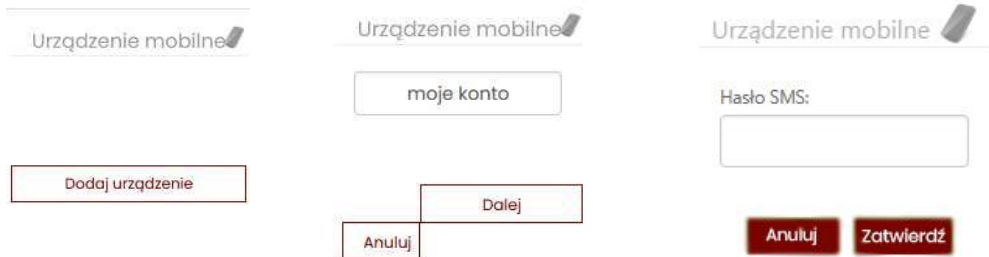 Urządzenie mobilne
Dodaj urządzenie
Urządzenie mobilne
moje konto
Dalej
Anuluj
Urządzenie mobilne
Hasło SMS:
Anuluj
Zatwierdź